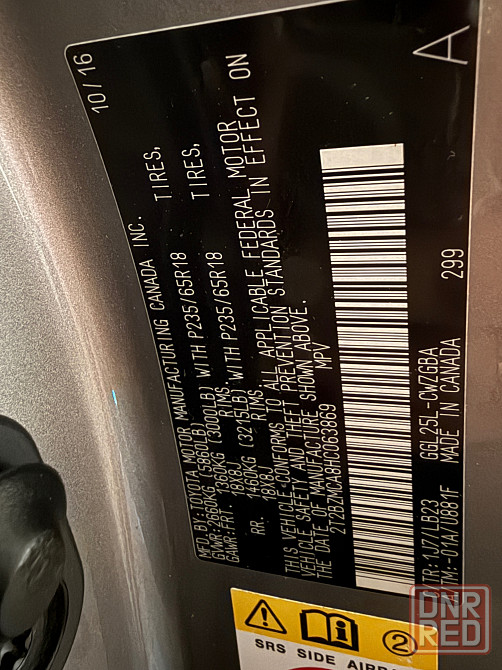 MFD.BY:TOYOTA MOTOR MANUFACTURING CANADA INC. 10/16
GVWR:2660KG (5860LB)
GAWR:FRT. 1360KG (3000LB) WITH P235/65R18 TIRES,
18X8J RIMS,
RR. 1460KG (3215LB) WITH P235/65R18 TIRES,
18X8J RIMS.
THIS VEHICLE CONFORMS TO ALL APPLICABLE FEDERAL MOTOR
VEHICLE SAFETY AND THEFT PREVENTION STANDARDS IN EFFECT ON
THE DATE OF MANUFACTURE SHOWN ABOVE.
2T2BZMCA8HC063869 MPV
C/TR:1J7/LB23 GGL25L-CWZGBA A
A/TM:-01A/U881F MADE IN CANADA 299
SRS SIDE AIRB
2
DNR
RED